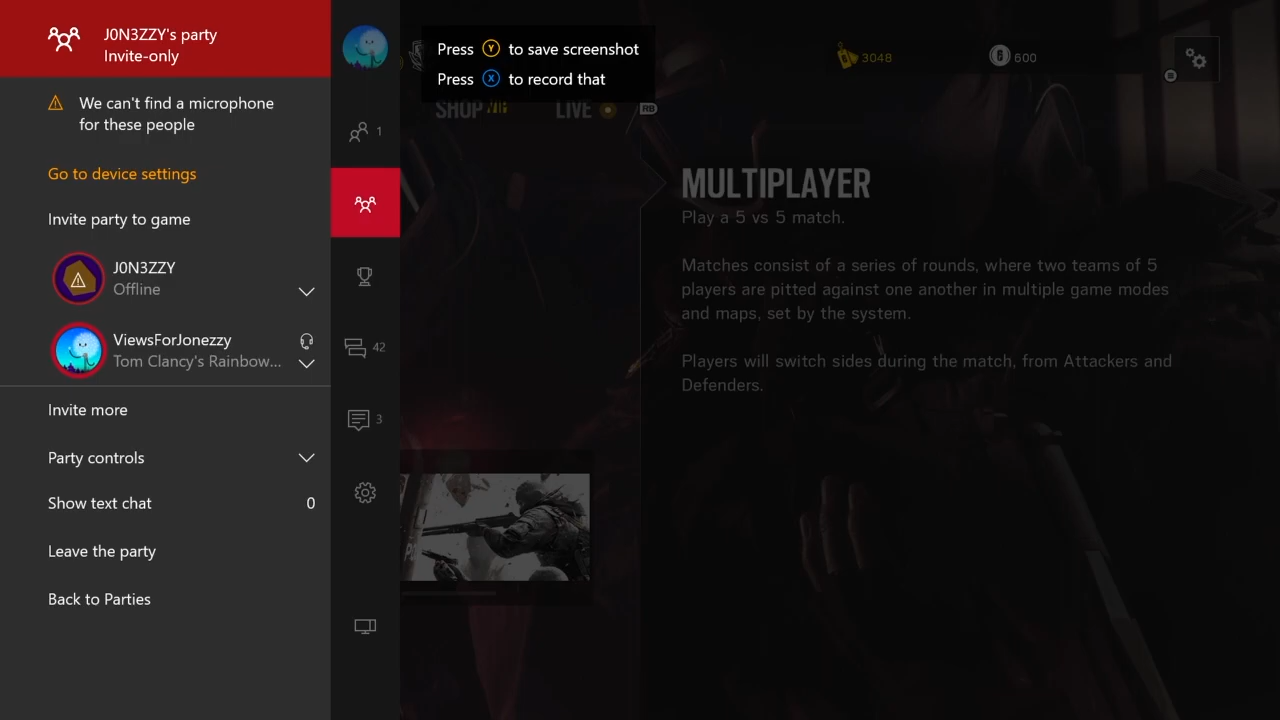 J0N3ZZY's party
Invite-only
We can't find a microphone
for these people
Go to device settings
Invite party to game
J0N3ZZY
Offline
ViewsForJonezzy
Tom Clancy's Rainbow...
Invite more
Party controls
Show text chat 0
Leave the party
Back to Parties
1
42
3
Press Y to save screenshot
Press X to record that
3048
600
SHOP
LIVE
RB
MULTIPLAYER
Play a 5 vs 5 match.
Matches consist of a series of rounds, where two teams of 5
players are pitted against one another in multiple game modes
and maps, set by the system.
Players will switch sides during the match, from Attackers and
Defenders.